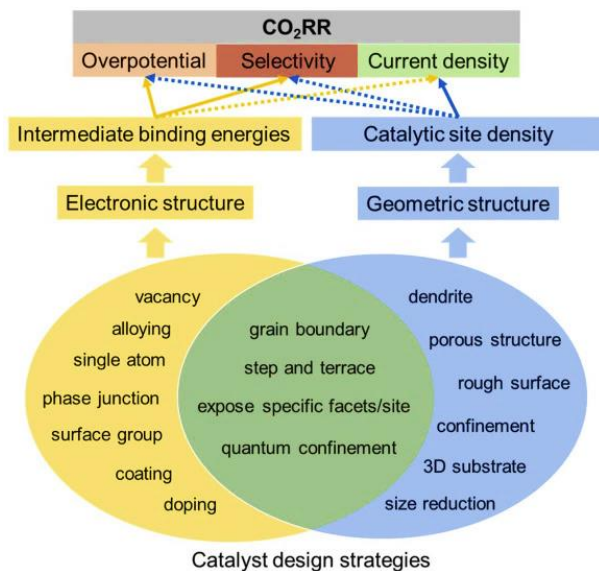 CO₂RR
Overpotential Selectivity Current density
Intermediate binding energies Catalytic site density
Electronic structure Geometric structure
vacancy
alloying
single atom
phase junction
surface group
coating
doping
grain boundary
step and terrace
expose specific facets/site
quantum confinement
dendrite
porous structure
rough surface
confinement
3D substrate
size reduction
Catalyst design strategies